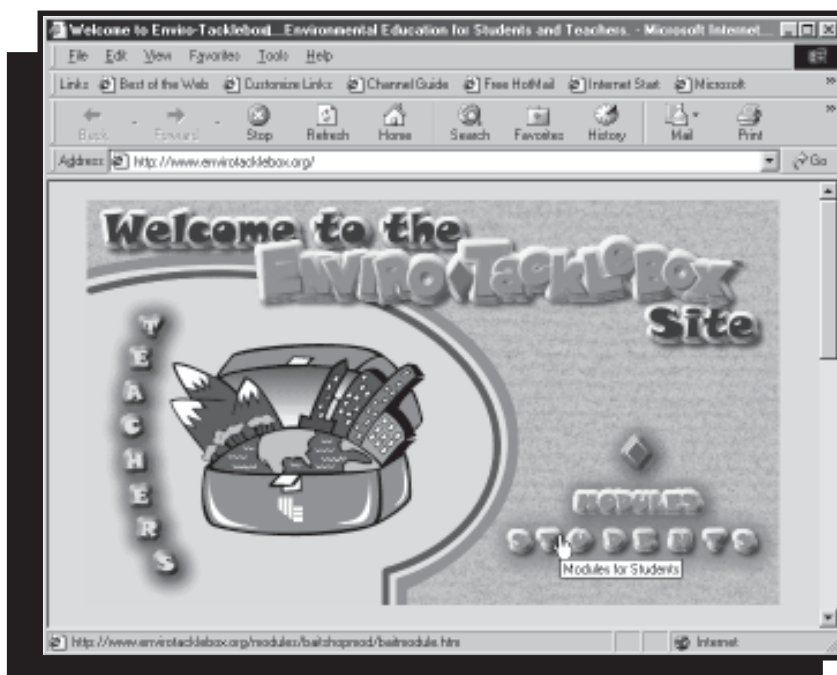 Welcome to Enviro-Tacklebox!...Environmental Education for Students and Teachers. - Microsoft Internet...
File Edit View Favorites Tools Help
Links Best of the Web Customize Links Channel Guide Free HotMail Internet Start Microsoft
Back Forward Stop Refresh Home Search Favorites History Mail Print
Address http://www.envirotacklebox.org/ Go
Welcome to the
ENVIRO TACKLEBOX
Site
TEACHERS
MODULES
STUDENTS
Modules for Students
http://www.envirotacklebox.org/modules/baitshopmod/baitmodule.htm Internet